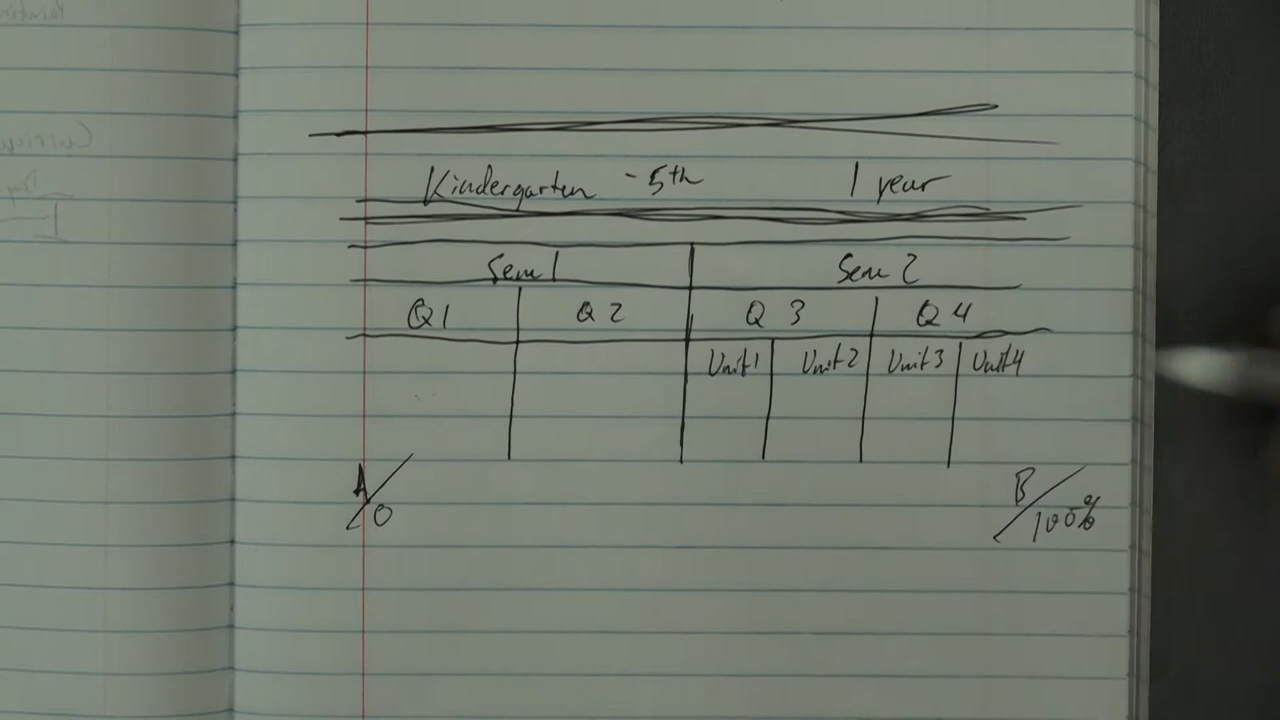 Kindergarten - 5th 1 year
Sem 1 Sem 2
Q1 Q2 Q3 Q4
Unit 1 Unit 2 Unit 3 Unit 4
A/0 B/100%